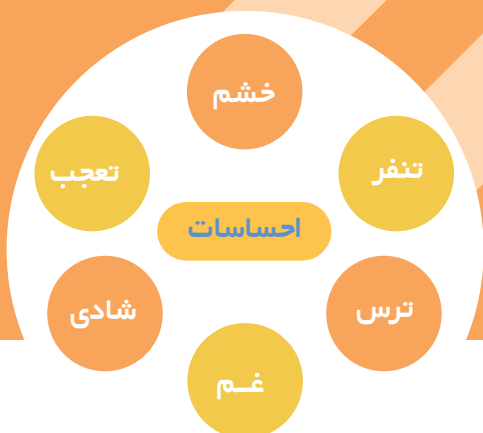 خشم
تنفر
تعجب
احساسات
ترس
شادی
غـم